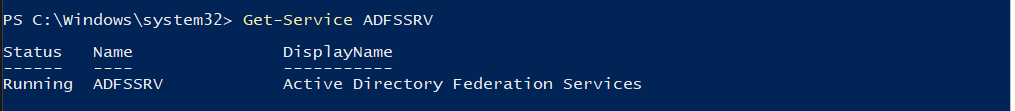 PS C:\Windows\system32> Get-Service ADFSSRV
Status   Name               DisplayName
------   ----               -----------
Running  ADFSSRV            Active Directory Federation Services